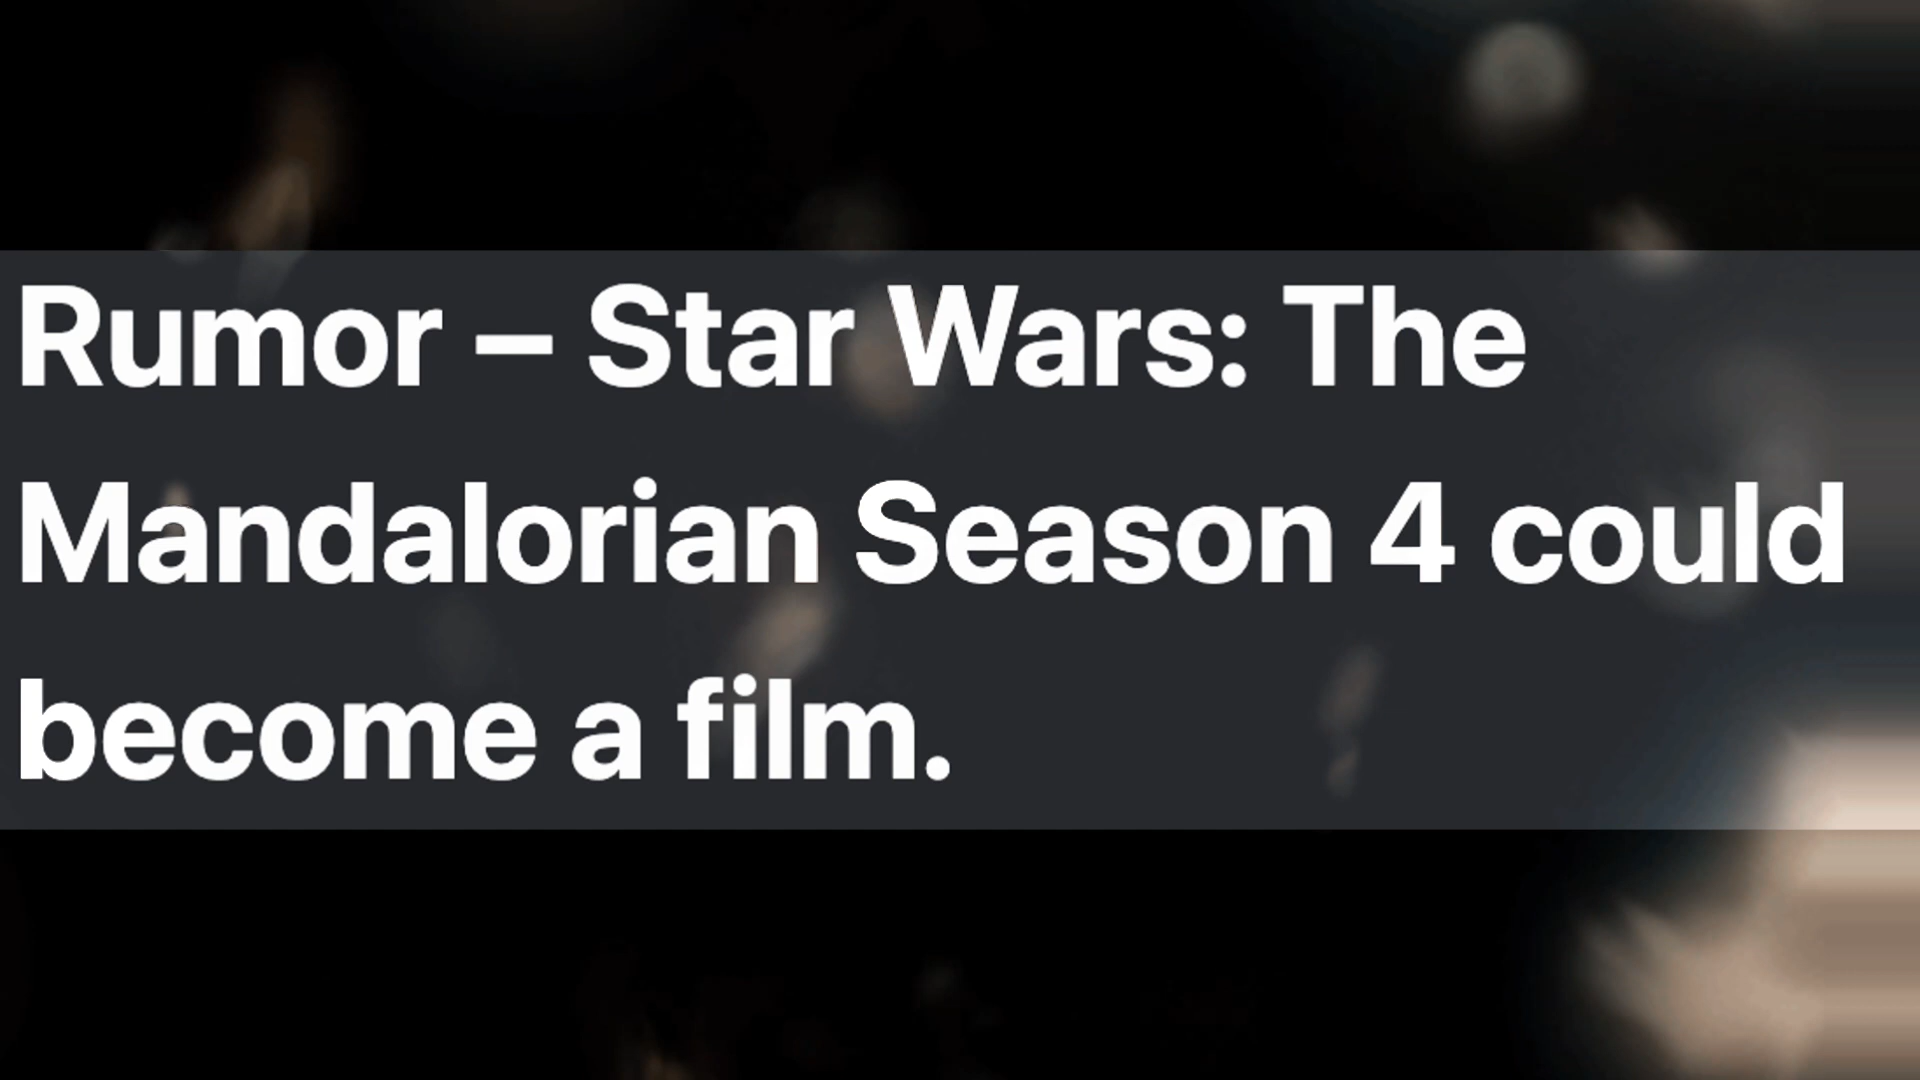 Rumor – Star Wars: The
Mandalorian Season 4 could
become a film.